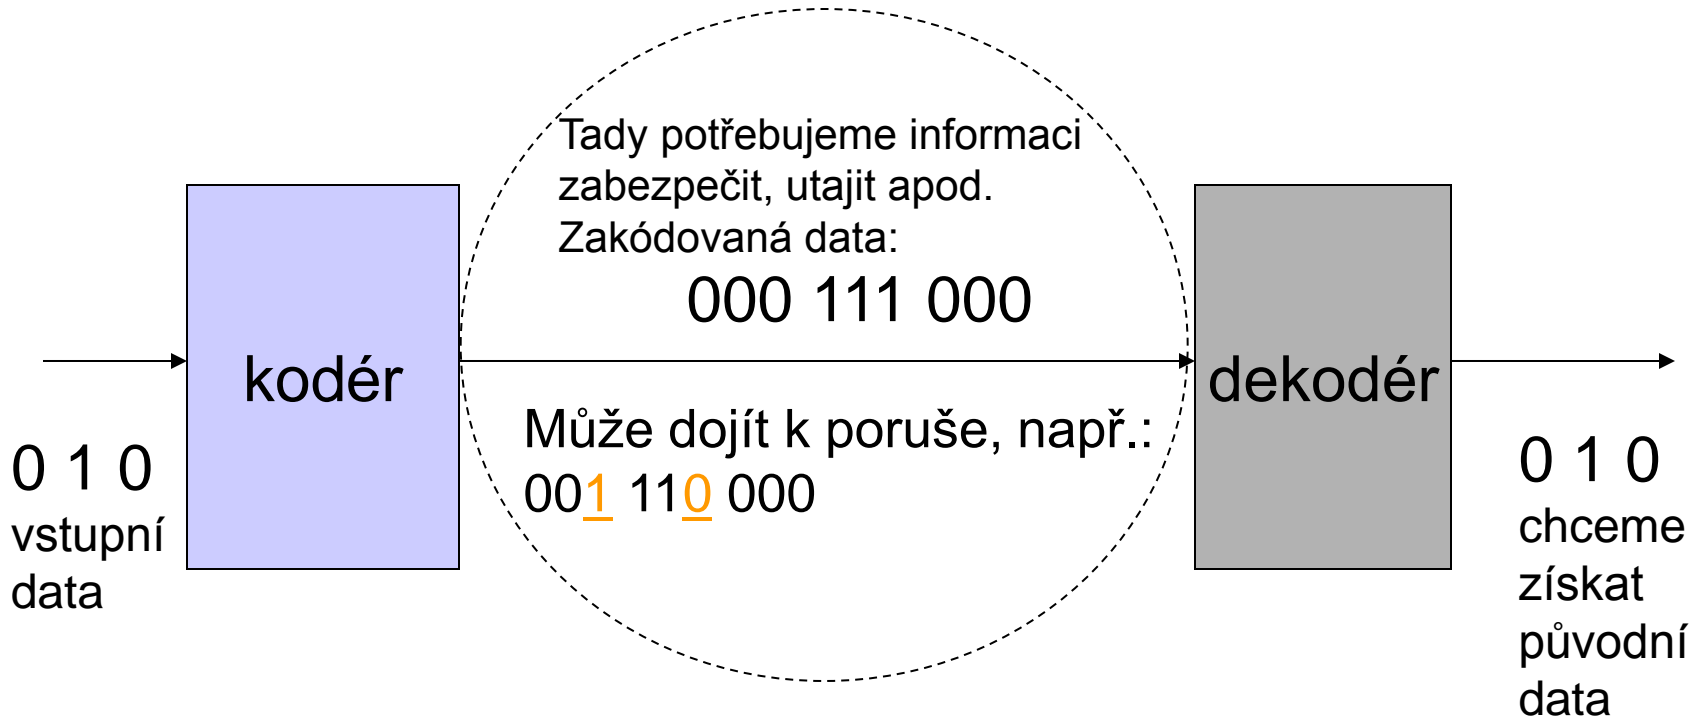 Tady potřebujeme informaci
zabezpečit, utajit apod.
Zakódovaná data:
000 111 000
kodér
dekodér
Může dojít k poruše, např.:
001 110 000
0 1 0
vstupní
data
0 1 0
chceme
získat
původní
data